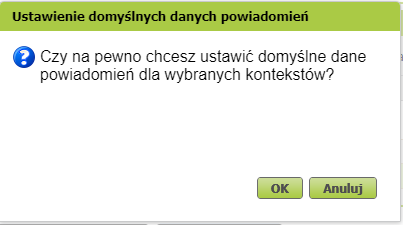 Ustawienie domyślnych danych powiadomień
Czy na pewno chcesz ustawić domyślne dane
powiadomień dla wybranych kontekstów?
OK
Anuluj